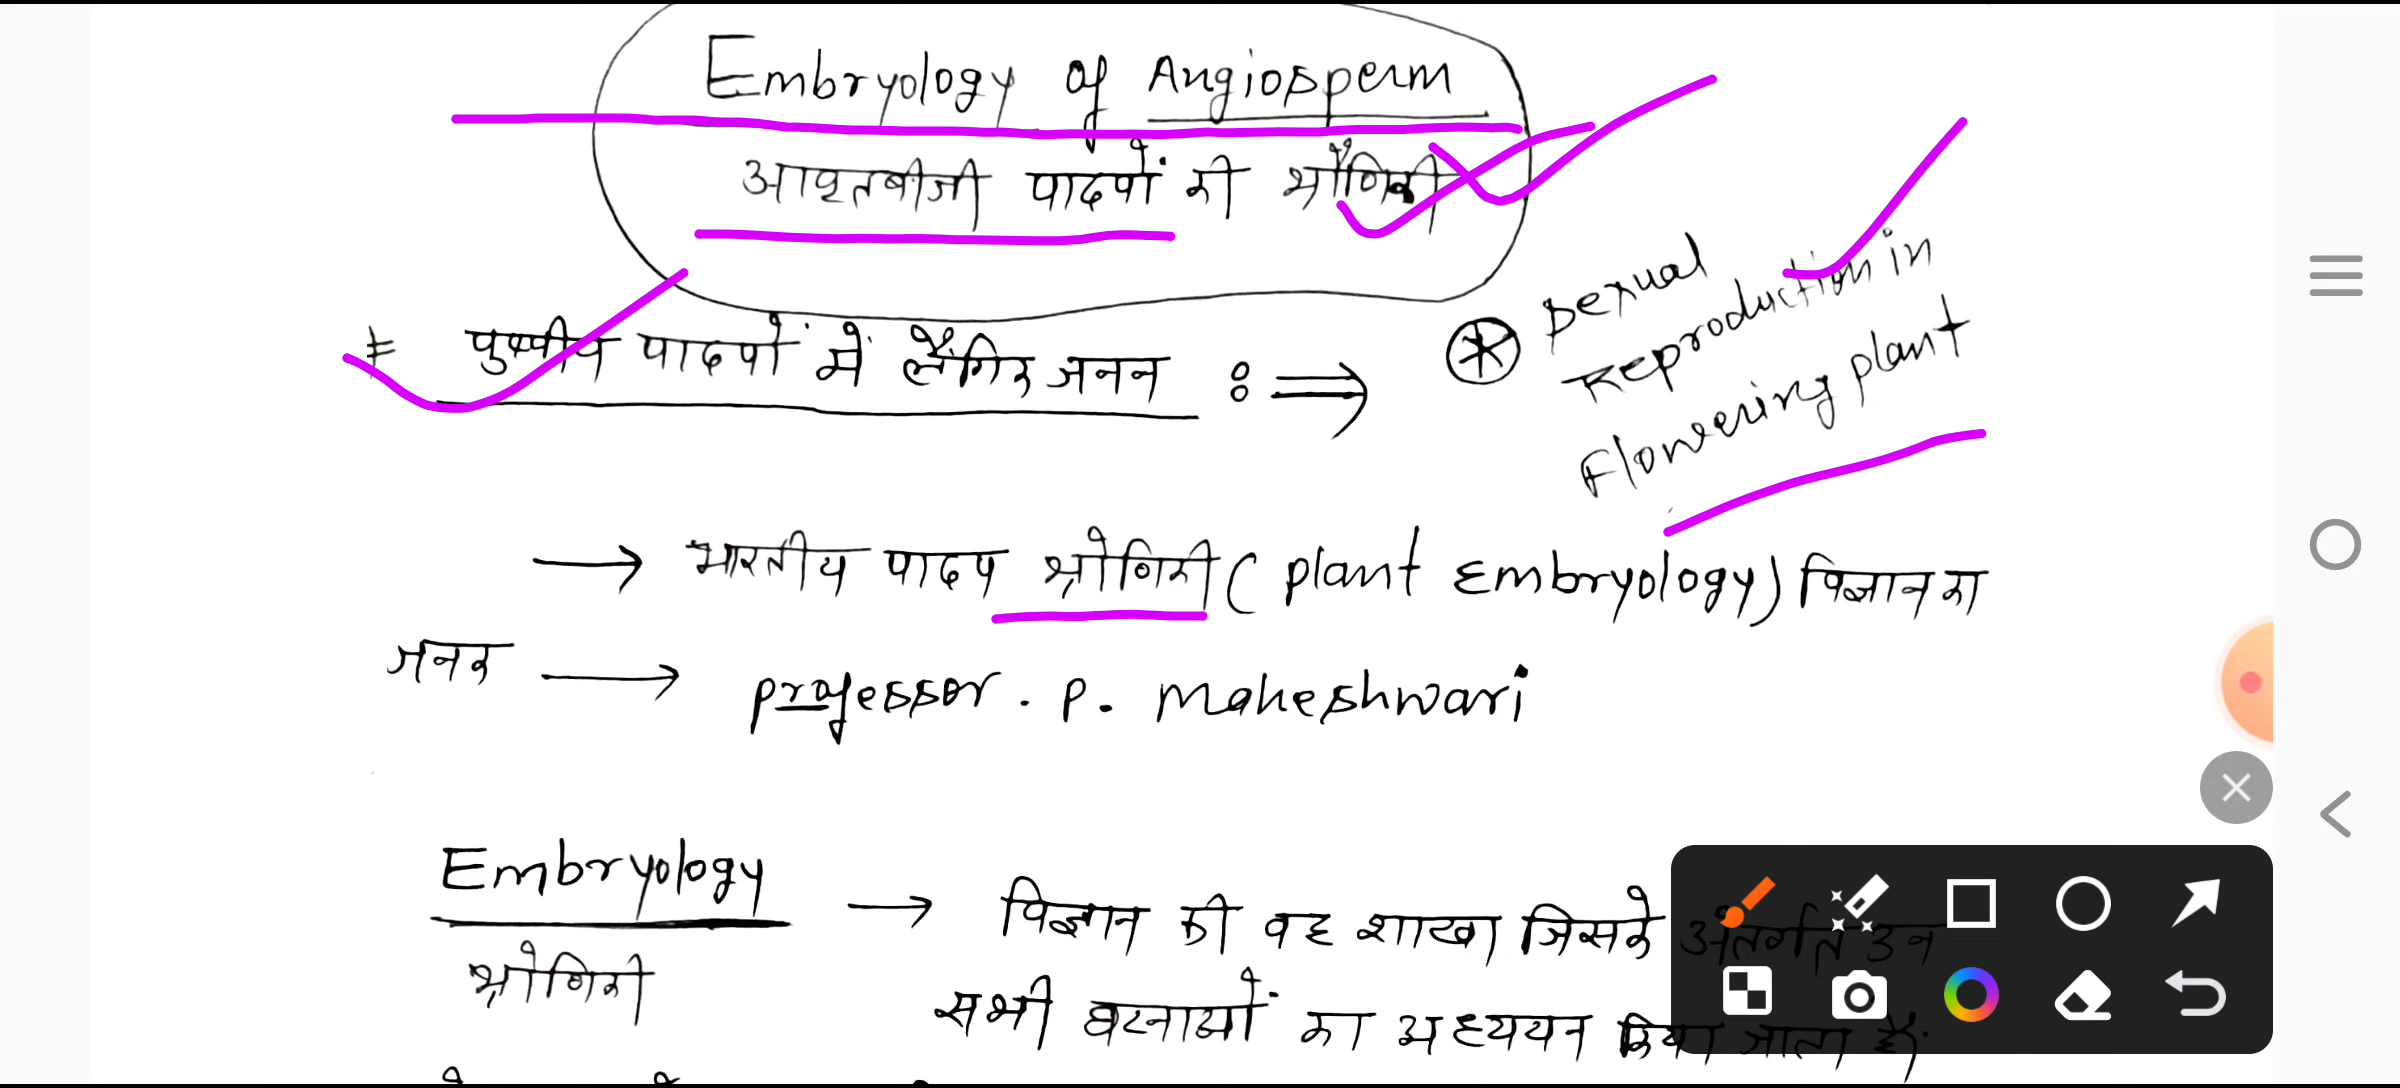 Embryology of Angiosperm
आवृतबीजी पादपों की भ्रौणिकी
* पुष्पीय पादपों में लैंगिक जनन :⇒
Sexual
Reproduction in
Flowering plant
→ भारतीय पादप भ्रोणिकी ( plant Embryology) विज्ञान का
जनक → professor . P. Maheshwari
Embryology → विज्ञान की वह शाखा जिसके अंतर्गत उन
भ्रोणिकी
सभी घटनाओं का अध्ययन किया जाता है